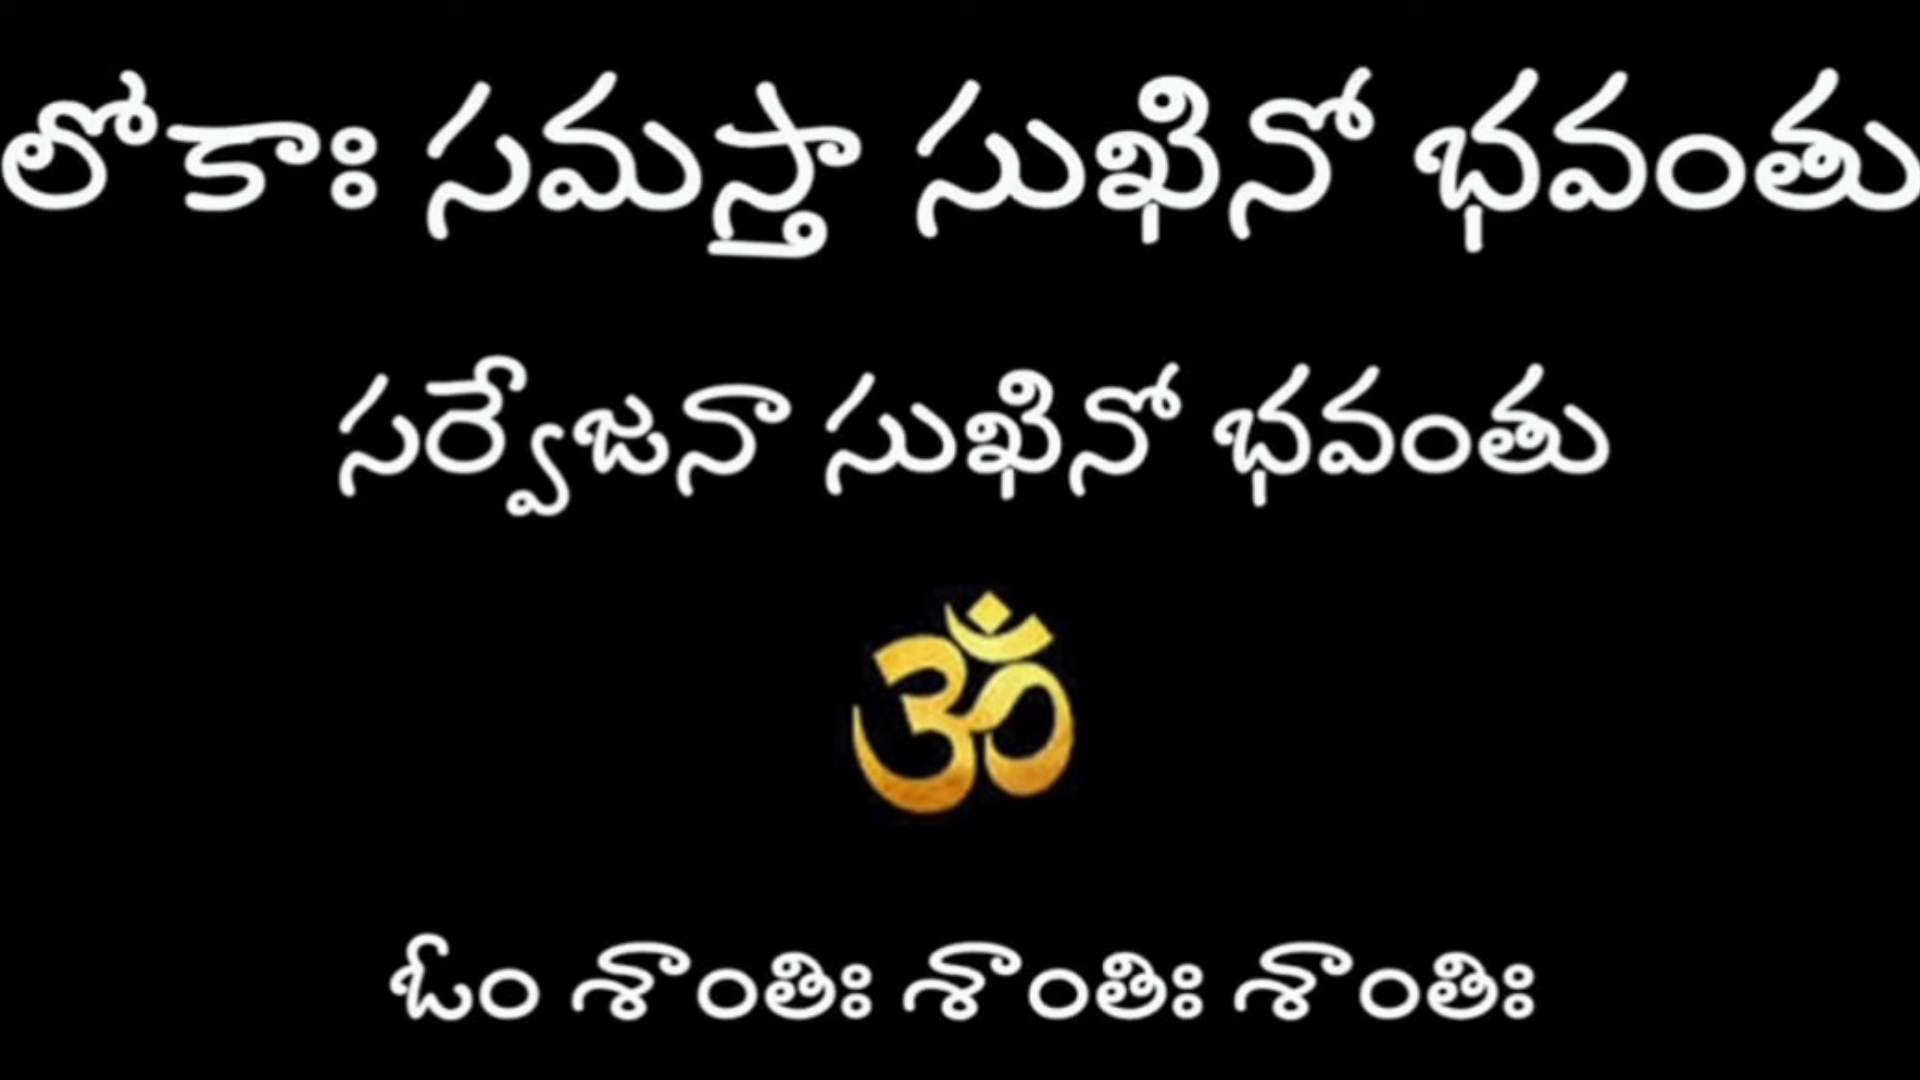 లోకాః సమస్తా సుఖినో భవంతు
సర్వేజనా సుఖినో భవంతు
ॐ
ఓం శాంతిః శాంతిః శాంతిః